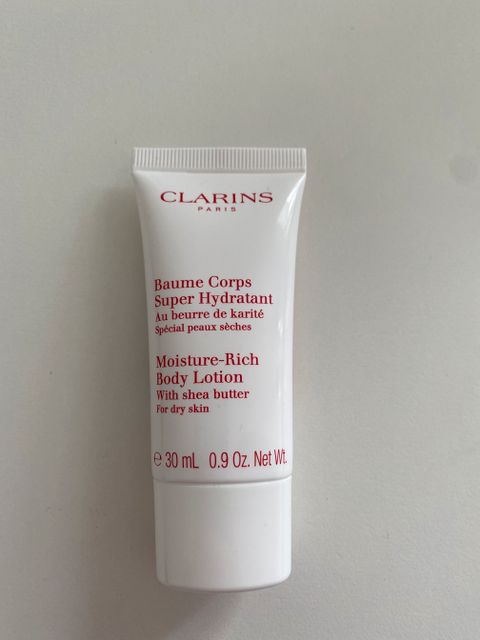 CLARINS
PARIS
Baume Corps
Super Hydratant
Au beurre de karité
Spécial peaux sèches
Moisture-Rich
Body Lotion
With shea butter
For dry skin
℮ 30 mL 0.9 Oz. Net Wt.